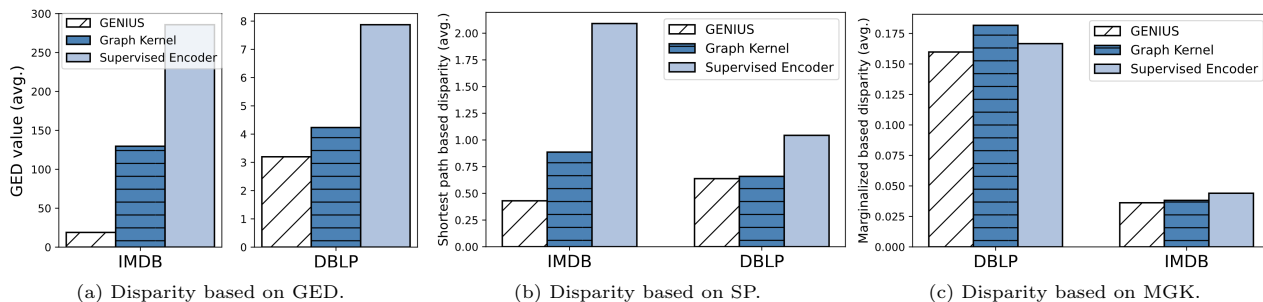 GED value (avg.)
300
250
200
150
100
50
0
GENIUS
Graph Kernel
Supervised Encoder
IMDB
8
7
6
5
4
3
2
1
0
DBLP
(a) Disparity based on GED.
Shortest path based disparity (avg.)
2.00
1.75
1.50
1.25
1.00
0.75
0.50
0.25
0.00
GENIUS
Graph Kernel
Supervised Encoder
IMDB
DBLP
(b) Disparity based on SP.
Marginalized based disparity (avg.)
0.175
0.150
0.125
0.100
0.075
0.050
0.025
0.000
GENIUS
Graph Kernel
Supervised Encoder
DBLP
IMDB
(c) Disparity based on MGK.